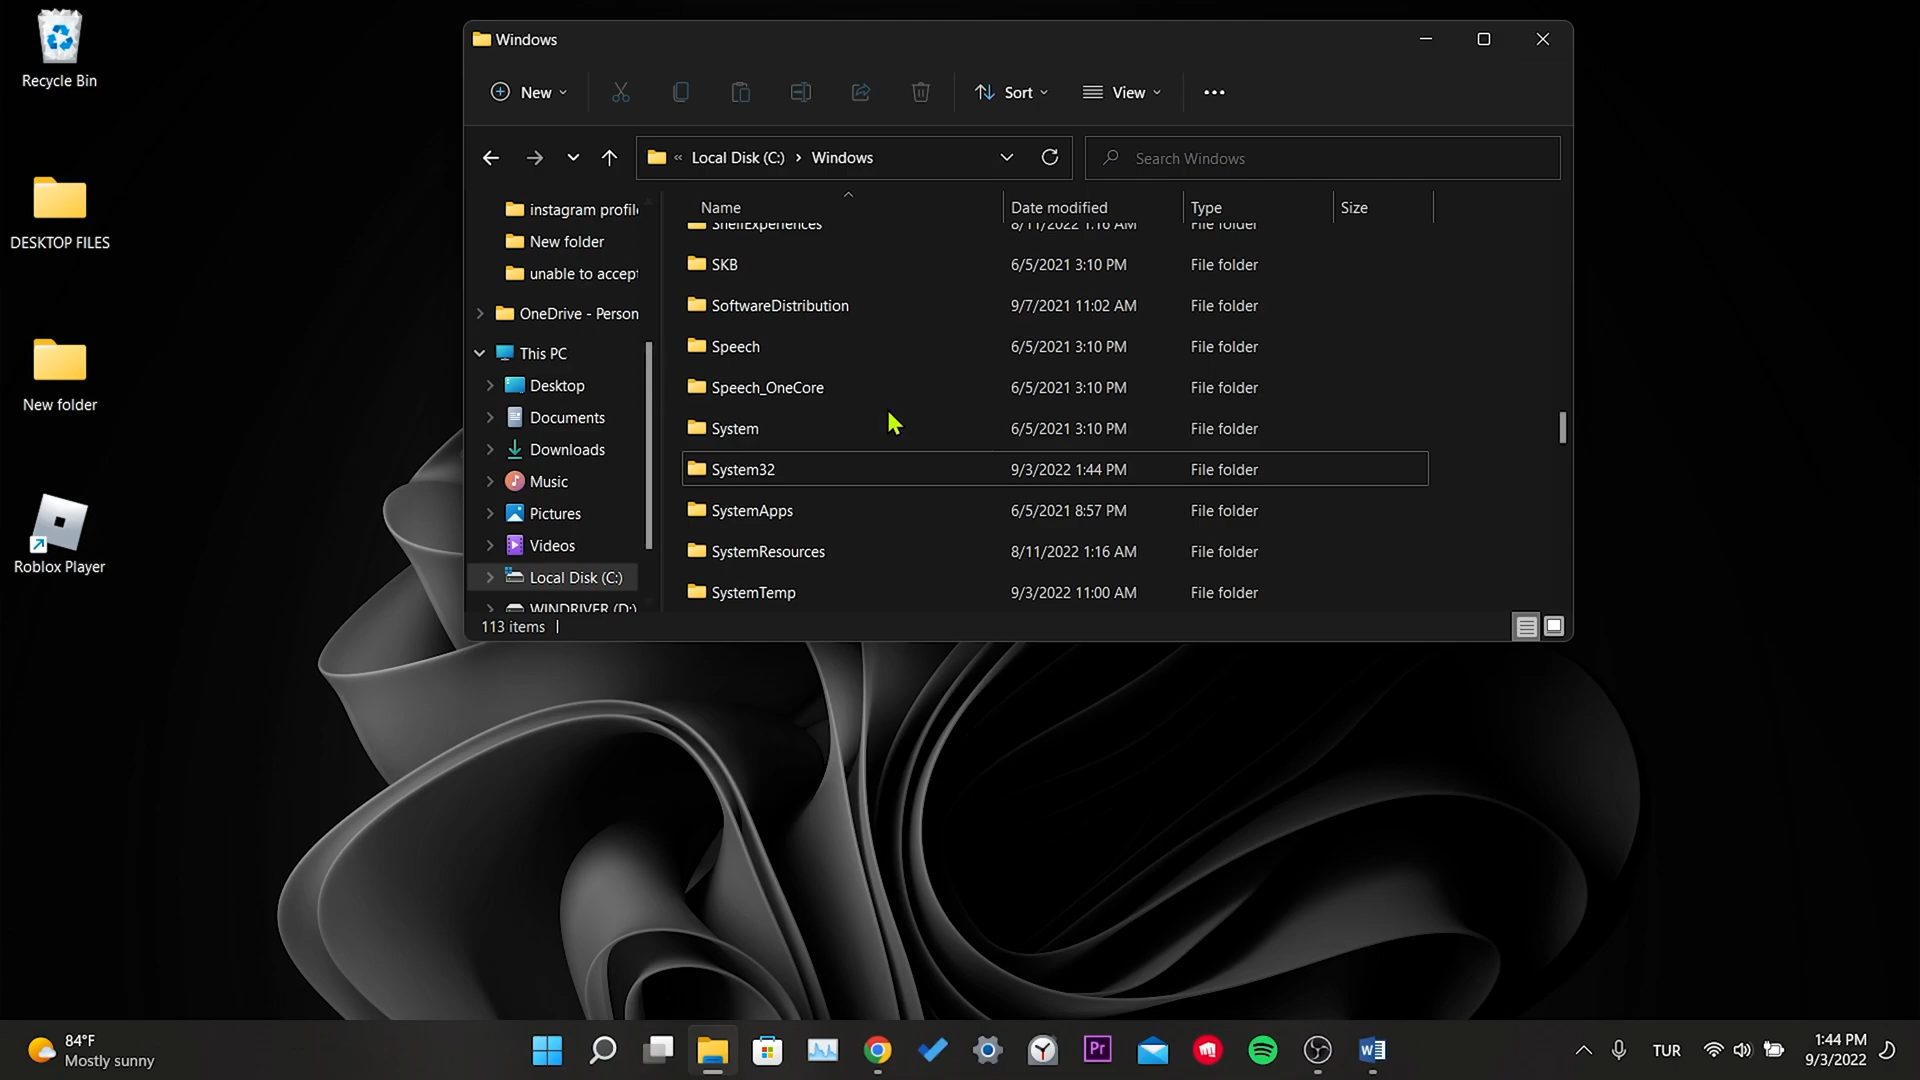 Recycle Bin
DESKTOP FILES
New folder
Roblox Player
Windows
New
Sort
View
« Local Disk (C:) › Windows
Search Windows
instagram profil
New folder
unable to accept
OneDrive - Person
This PC
Desktop
Documents
Downloads
Music
Pictures
Videos
Local Disk (C:)
WINDRIVER (D:)
Name Date modified Type Size
ShellExperiences 8/11/2022 1:16 AM File folder
SKB 6/5/2021 3:10 PM File folder
SoftwareDistribution 9/7/2021 11:02 AM File folder
Speech 6/5/2021 3:10 PM File folder
Speech_OneCore 6/5/2021 3:10 PM File folder
System 6/5/2021 3:10 PM File folder
System32 9/3/2022 1:44 PM File folder
SystemApps 6/5/2021 8:57 PM File folder
SystemResources 8/11/2022 1:16 AM File folder
SystemTemp 9/3/2022 11:00 AM File folder
113 items
84°F
Mostly sunny
Pr
TUR
1:44 PM
9/3/2022